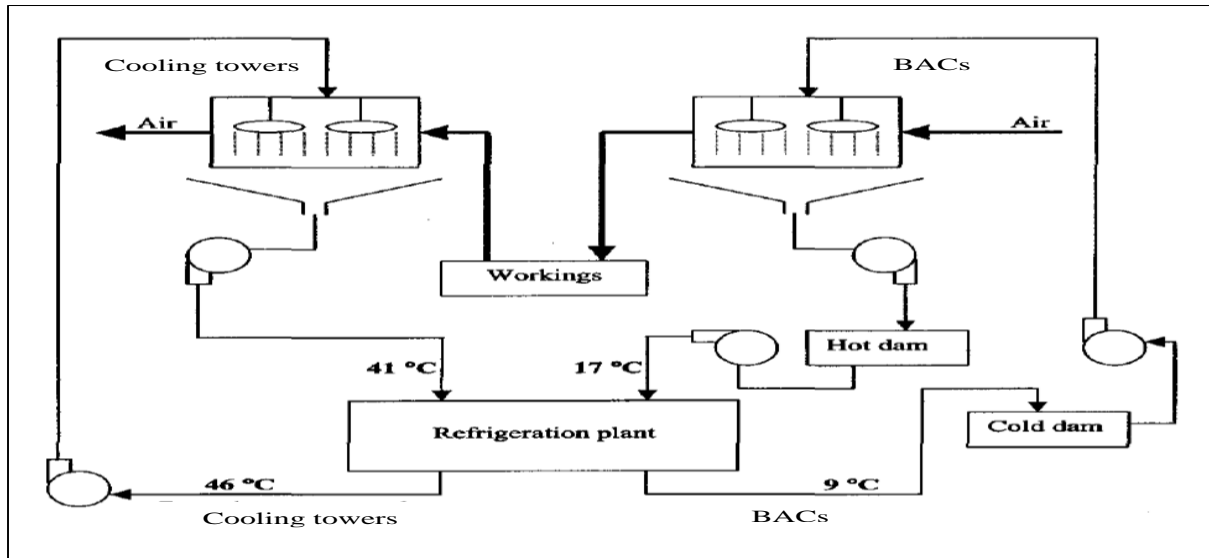 Cooling towers
BACs
Air
Air
Workings
Hot dam
41 °C
17 °C
Refrigeration plant
Cold dam
46 °C
9 °C
Cooling towers
BACs